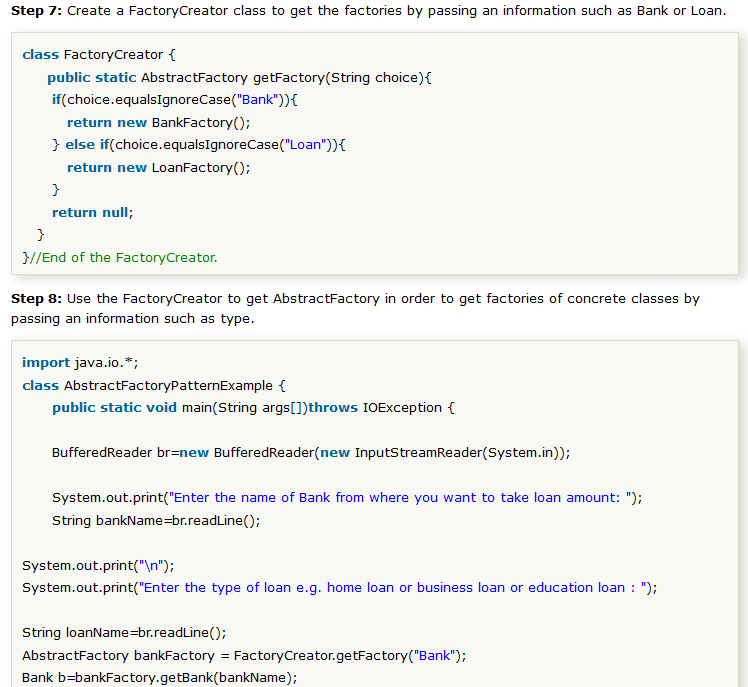 Step 7: Create a FactoryCreator class to get the factories by passing an information such as Bank or Loan.
class FactoryCreator {
public static AbstractFactory getFactory(String choice){
if(choice.equalsIgnoreCase("Bank")){
return new BankFactory();
} else if(choice.equalsIgnoreCase("Loan")){
return new LoanFactory();
}
return null;
}
}//End of the FactoryCreator.
Step 8: Use the FactoryCreator to get AbstractFactory in order to get factories of concrete classes by
passing an information such as type.
import java.io.*;
class AbstractFactoryPatternExample {
public static void main(String args[])throws IOException {
BufferedReader br=new BufferedReader(new InputStreamReader(System.in));
System.out.print("Enter the name of Bank from where you want to take loan amount: ");
String bankName=br.readLine();
System.out.print("\n");
System.out.print("Enter the type of loan e.g. home loan or business loan or education loan : ");
String loanName=br.readLine();
AbstractFactory bankFactory = FactoryCreator.getFactory("Bank");
Bank b=bankFactory.getBank(bankName);